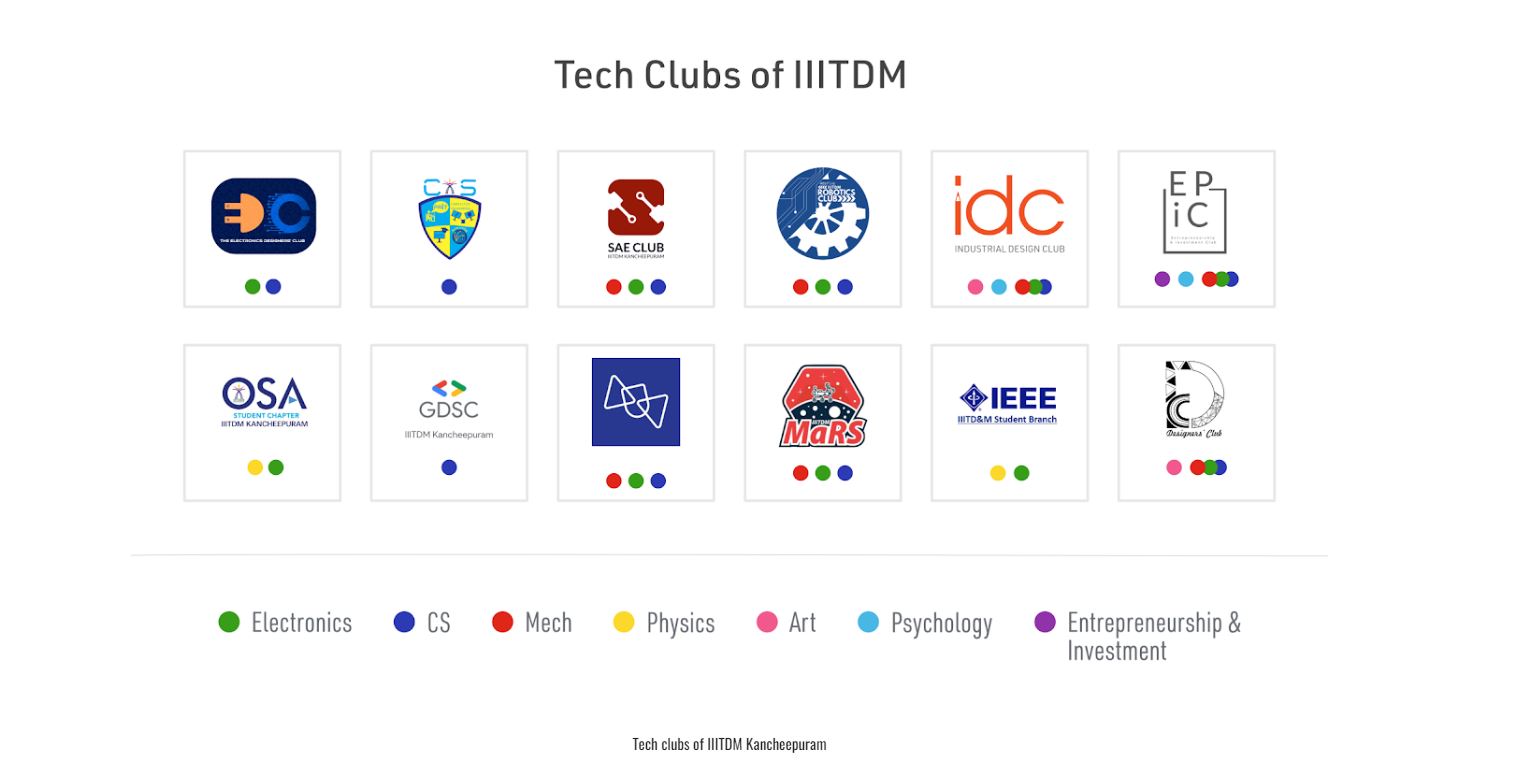 Tech Clubs of IIITDM
THE ELECTRONICS DESIGNERS' CLUB
CS
SAE CLUB
IIITDM KANCHEEPURAM
ROBOTICS
CLUB
idc
INDUSTRIAL DESIGN CLUB
EP
iC
Entrepreneurship
& Investment Club
OSA
STUDENT CHAPTER
IIITDM KANCHEEPURAM
GDSC
IIITDM Kancheepuram
IIITDM
MaRS
IEEE
IIITD&M Student Branch
Designers' Club
Electronics
CS
Mech
Physics
Art
Psychology
Entrepreneurship &
Investment
Tech clubs of IIITDM Kancheepuram